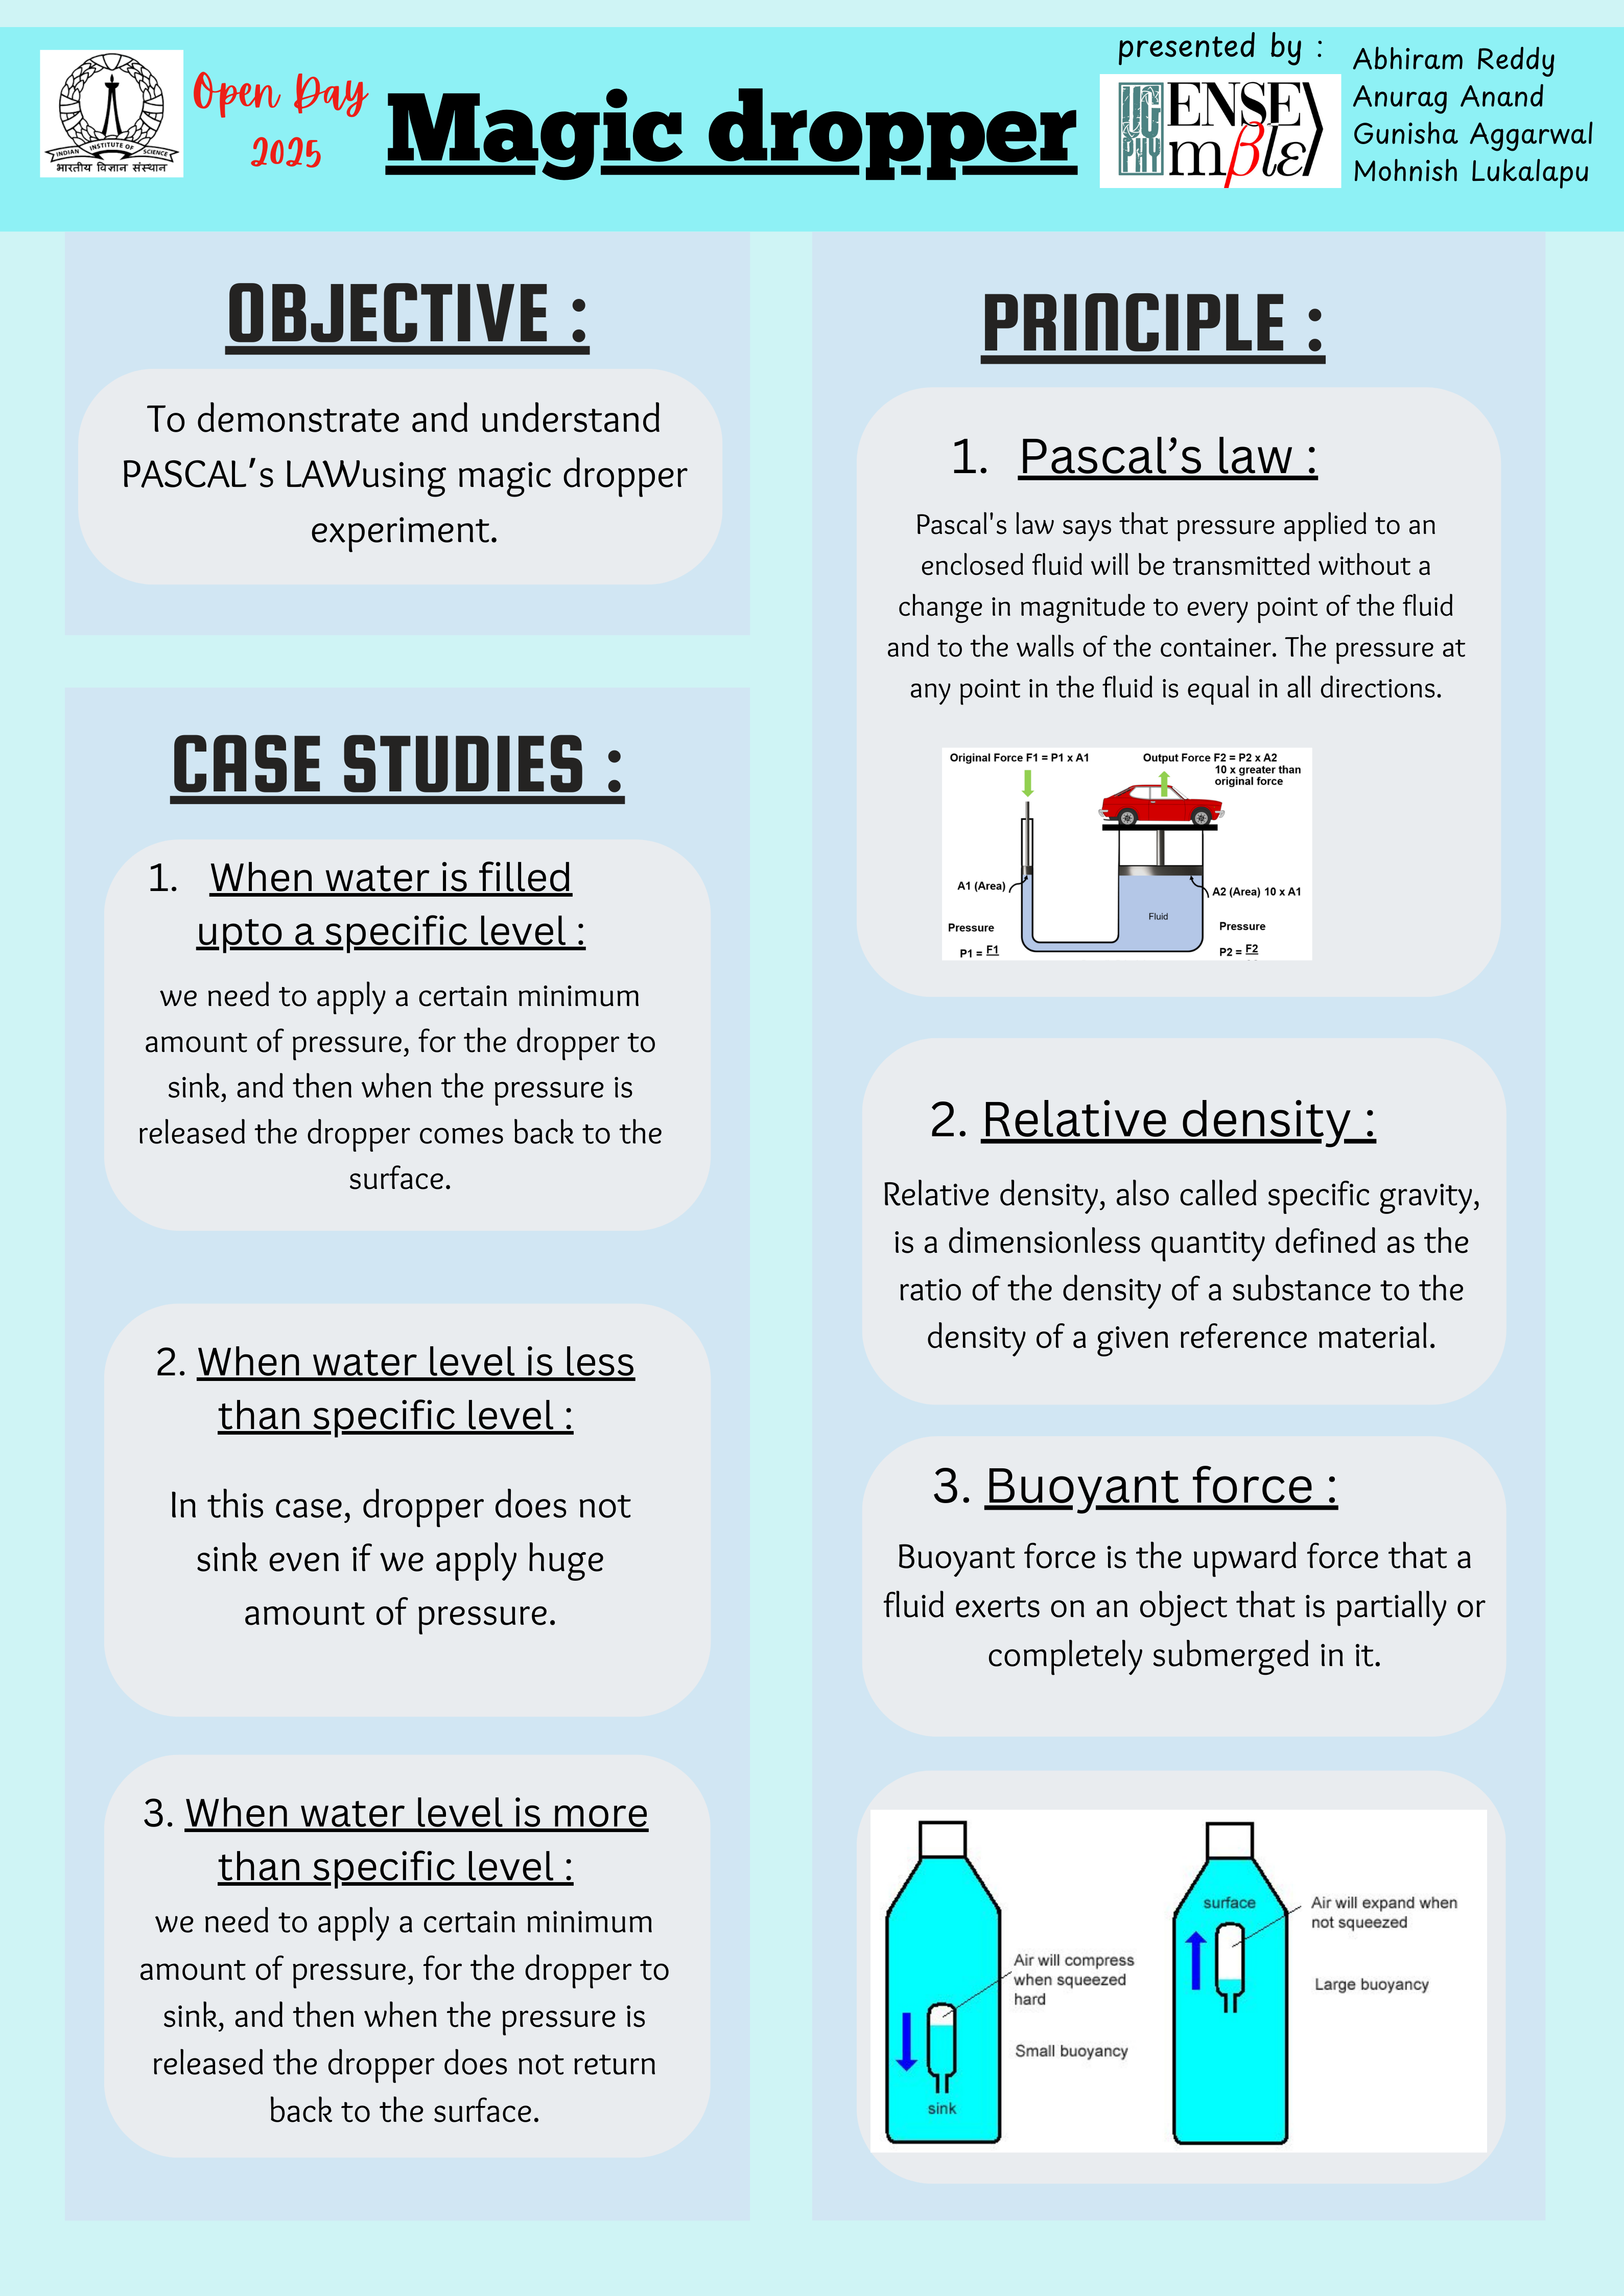 INDIAN INSTITUTE OF SCIENCE
भारतीय विज्ञान संस्थान
Open Day
2025
Magic dropper
presented by :
UG PHY
ENSE
mβlε
Abhiram Reddy
Anurag Anand
Gunisha Aggarwal
Mohnish Lukalapu
OBJECTIVE :
To demonstrate and understand
PASCAL’s LAWusing magic dropper
experiment.
CASE STUDIES :
1. When water is filled
upto a specific level :
we need to apply a certain minimum
amount of pressure, for the dropper to
sink, and then when the pressure is
released the dropper comes back to the
surface.
2. When water level is less
than specific level :
In this case, dropper does not
sink even if we apply huge
amount of pressure.
3. When water level is more
than specific level :
we need to apply a certain minimum
amount of pressure, for the dropper to
sink, and then when the pressure is
released the dropper does not return
back to the surface.
PRINCIPLE :
1. Pascal’s law :
Pascal's law says that pressure applied to an
enclosed fluid will be transmitted without a
change in magnitude to every point of the fluid
and to the walls of the container. The pressure at
any point in the fluid is equal in all directions.
Original Force F1 = P1 x A1
Output Force F2 = P2 x A2
10 x greater than
original force
A1 (Area)
A2 (Area) 10 x A1
Fluid
Pressure
P1 = F1
Pressure
P2 = F2
2. Relative density :
Relative density, also called specific gravity,
is a dimensionless quantity defined as the
ratio of the density of a substance to the
density of a given reference material.
3. Buoyant force :
Buoyant force is the upward force that a
fluid exerts on an object that is partially or
completely submerged in it.
Air will compress
when squeezed
hard
Small buoyancy
sink
surface
Air will expand when
not squeezed
Large buoyancy